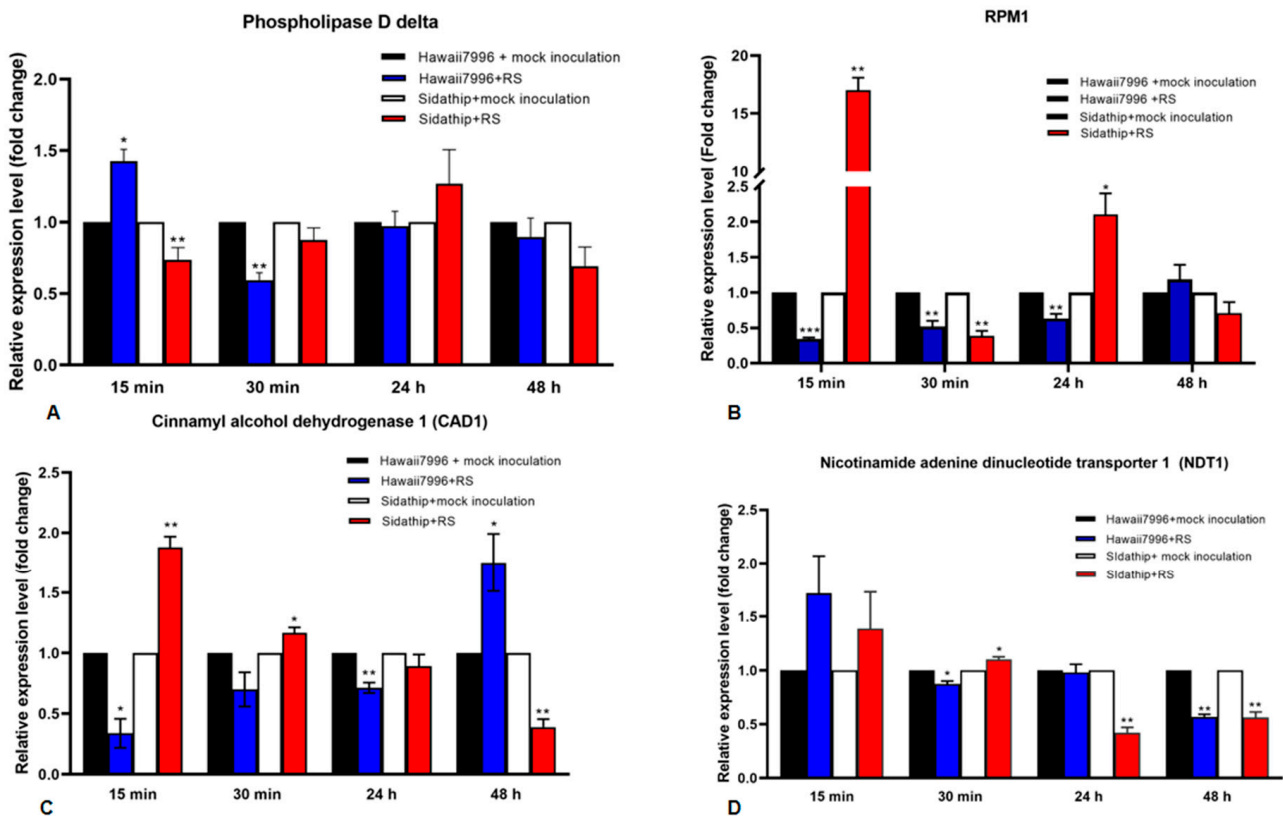 Phospholipase D delta
Relative expression level (fold change)
2.0
1.5
1.0
0.5
0.0
Hawaii7996 + mock inoculation
Hawaii7996+RS
Sidathip+mock inoculation
Sidathip+RS
*
**
**
15 min
30 min
24 h
48 h
A
RPM1
Relative expression level (Fold change)
20
15
10
2.5
2.0
1.5
1.0
0.5
0.0
Hawaii7996 +mock inoculation
Hawaii7996 +RS
Sidathip+mock inoculation
Sidathip+RS
***
**
**
**
**
*
15 min
30 min
24 h
48 h
B
Cinnamyl alcohol dehydrogenase 1 (CAD1)
Relative expression level (fold change)
2.5
2.0
1.5
1.0
0.5
0.0
Hawaii7996 + mock inoculation
Hawaii7996+RS
Sidathip+mock inoculation
Sidathip+RS
*
**
*
**
*
**
15 min
30 min
24 h
48 h
C
Nicotinamide adenine dinucleotide transporter 1 (NDT1)
Relative expression level (fold change)
2.5
2.0
1.5
1.0
0.5
0.0
Hawaii7996+mock inoculation
Hawaii7996+RS
SIdathip+ mock inoculation
SIdathip+RS
*
*
**
**
**
15 min
30 min
24 h
48 h
D